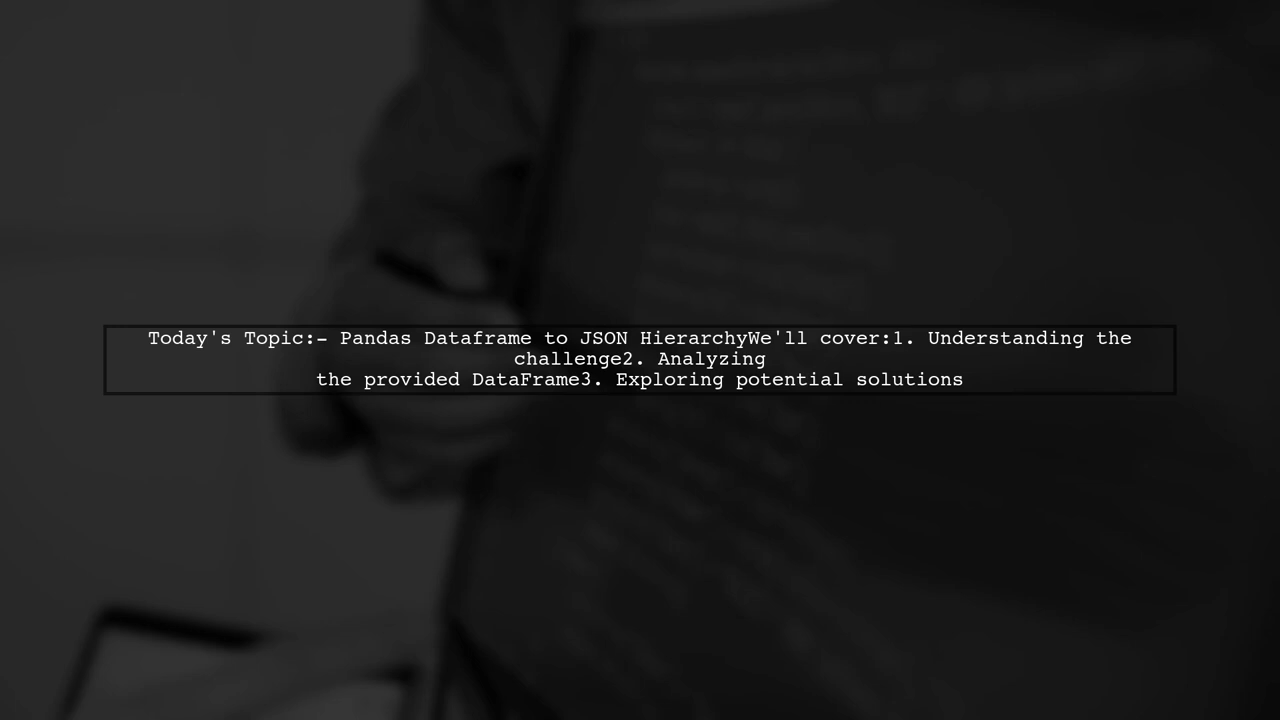 Today's Topic:- Pandas Dataframe to JSON HierarchyWe'll cover:1. Understanding the
challenge2. Analyzing
the provided DataFrame3. Exploring potential solutions